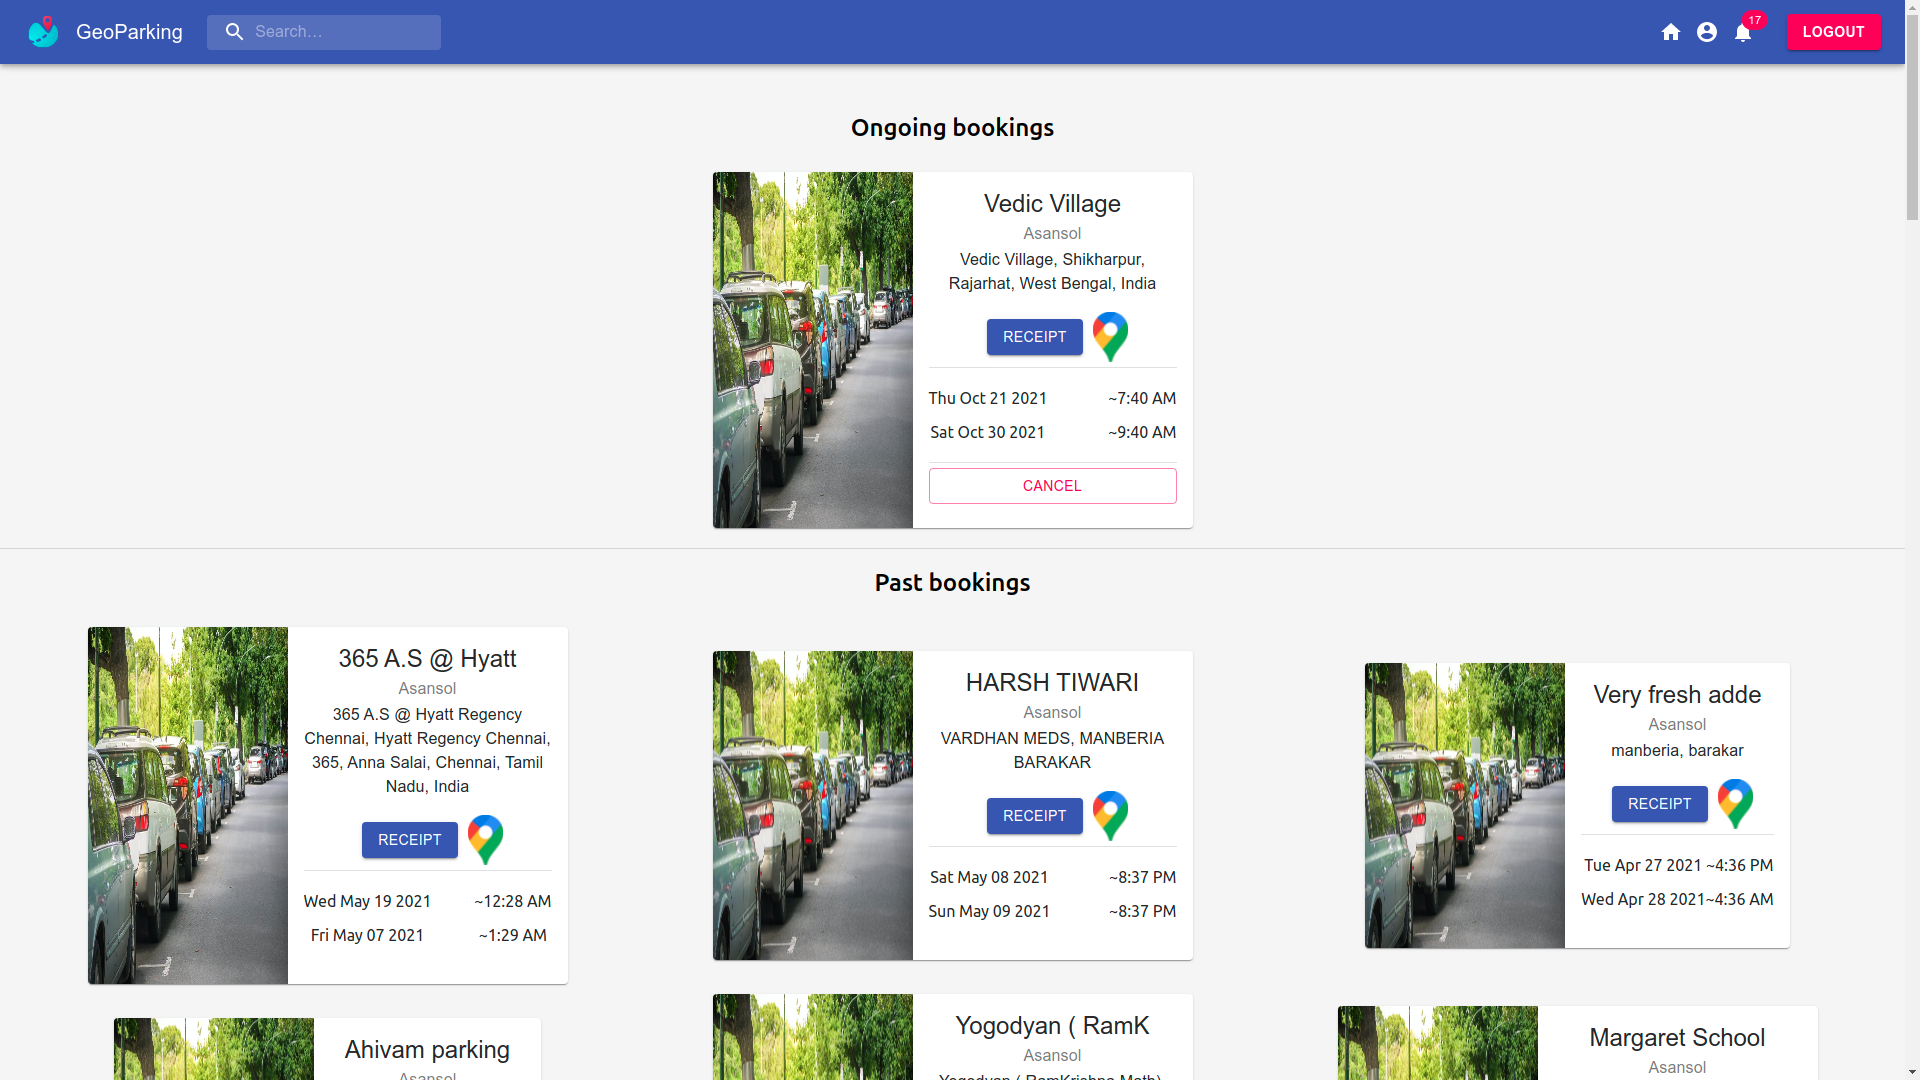 GeoParking
Search...
17
LOGOUT
Ongoing bookings
Vedic Village
Asansol
Vedic Village, Shikharpur,
Rajarhat, West Bengal, India
RECEIPT
Thu Oct 21 2021 ~7:40 AM
Sat Oct 30 2021 ~9:40 AM
CANCEL
Past bookings
365 A.S @ Hyatt
Asansol
365 A.S @ Hyatt Regency
Chennai, Hyatt Regency Chennai,
365, Anna Salai, Chennai, Tamil
Nadu, India
RECEIPT
Wed May 19 2021 ~12:28 AM
Fri May 07 2021 ~1:29 AM
HARSH TIWARI
Asansol
VARDHAN MEDS, MANBERIA
BARAKAR
RECEIPT
Sat May 08 2021 ~8:37 PM
Sun May 09 2021 ~8:37 PM
Very fresh adde
Asansol
manberia, barakar
RECEIPT
Tue Apr 27 2021 ~4:36 PM
Wed Apr 28 2021~4:36 AM
Ahivam parking
Asansol
Yogodyan ( RamK
Asansol
Yogodyan ( RamKrishna Math)
Margaret School
Asansol